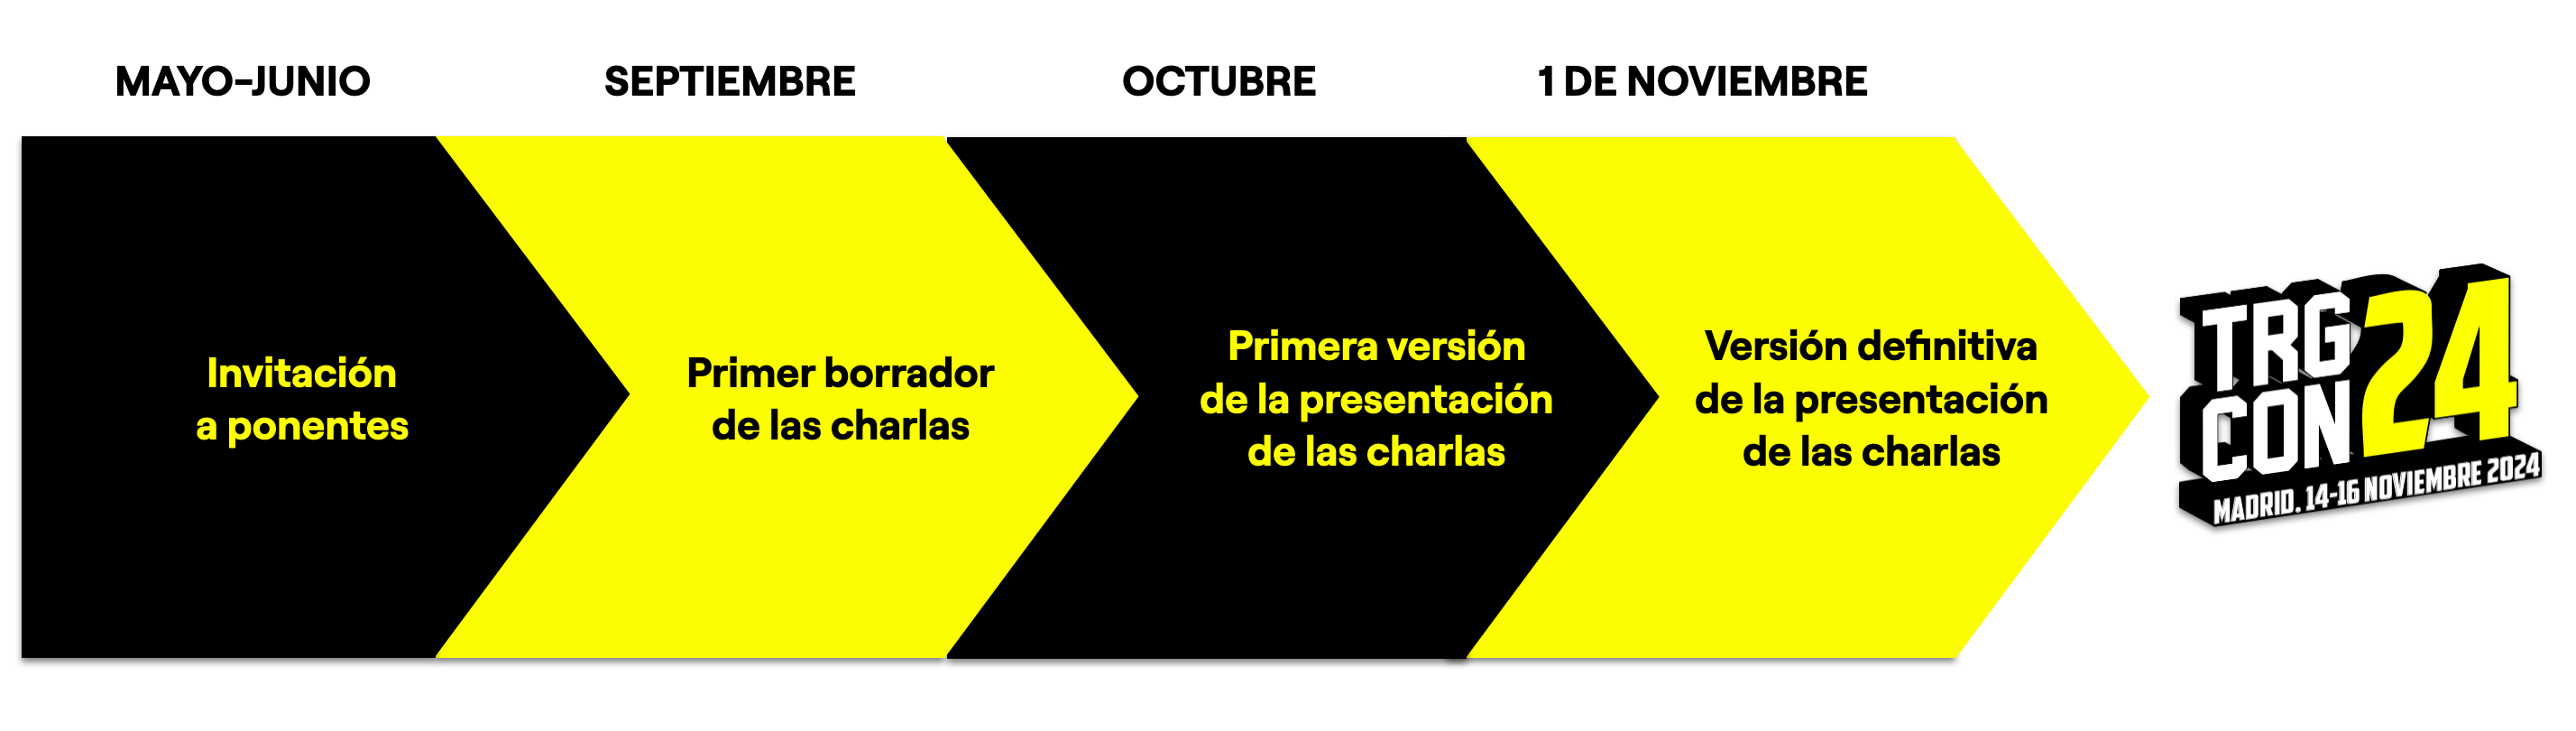 MAYO-JUNIO
SEPTIEMBRE
OCTUBRE
1 DE NOVIEMBRE
Invitación
a ponentes
Primer borrador
de las charlas
Primera versión
de la presentación
de las charlas
Versión definitiva
de la presentación
de las charlas
TRG
CON
24
MADRID. 14-16 NOVIEMBRE 2024